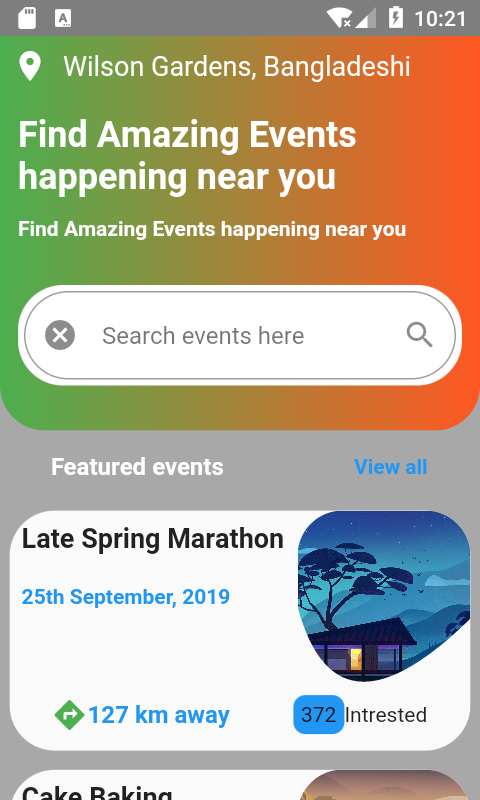 10:21
Wilson Gardens, Bangladeshi
Find Amazing Events
happening near you
Find Amazing Events happening near you
Search events here
Featured events
View all
Late Spring Marathon
25th September, 2019
127 km away
372 Intrested
Cake Baking